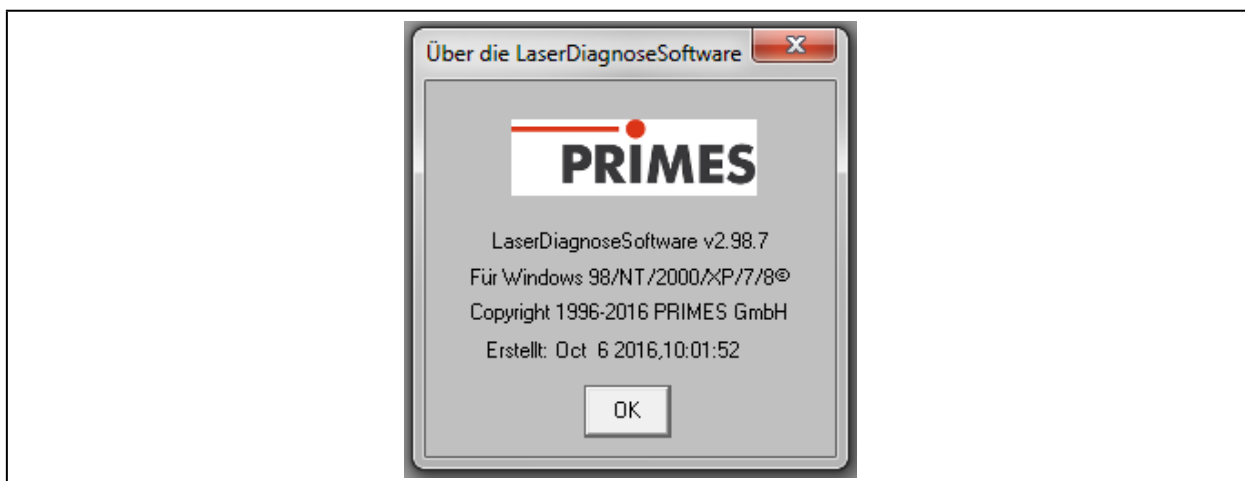 Über die LaserDiagnoseSoftware
PRIMES
LaserDiagnoseSoftware v2.98.7
Für Windows 98/NT/2000/XP/7/8©
Copyright 1996-2016 PRIMES GmbH
Erstellt: Oct  6 2016,10:01:52
OK